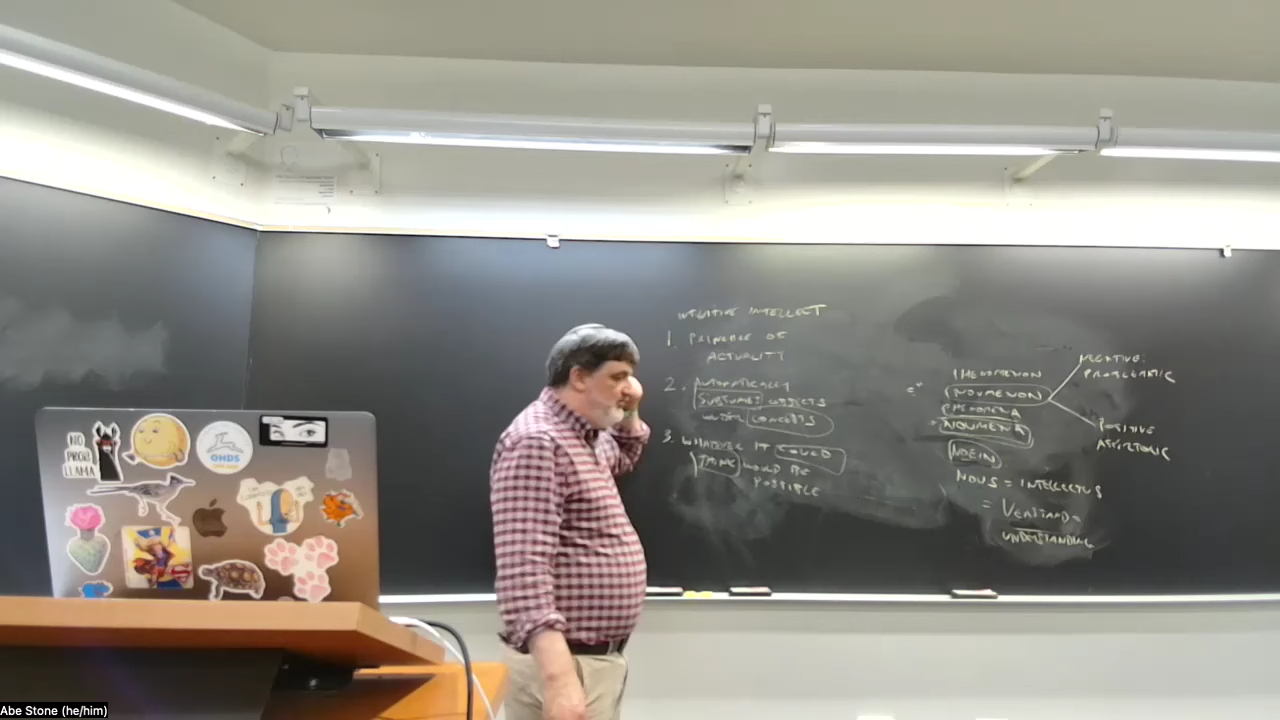 INTUITIVE INTELLECT
1. PRINCIPLE OF
ACTUALITY
2. AUTOMATICALLY
SUBSUMES OBJECTS
UNDER CONCEPTS
3. WHATEVER IT COULD
THINK WOULD BE
POSSIBLE
PHENOMENON
NOUMENON
PHENOMENA
NOUMENA
NOEIN
NOUS = INTELLECTUS
= VERSTAND =
UNDERSTANDING
NEGATIVE:
PROBLEMATIC
POSITIVE
ASSERTORIC
NO
PROB
LLAMA
OHDS
Abe Stone (he/him)